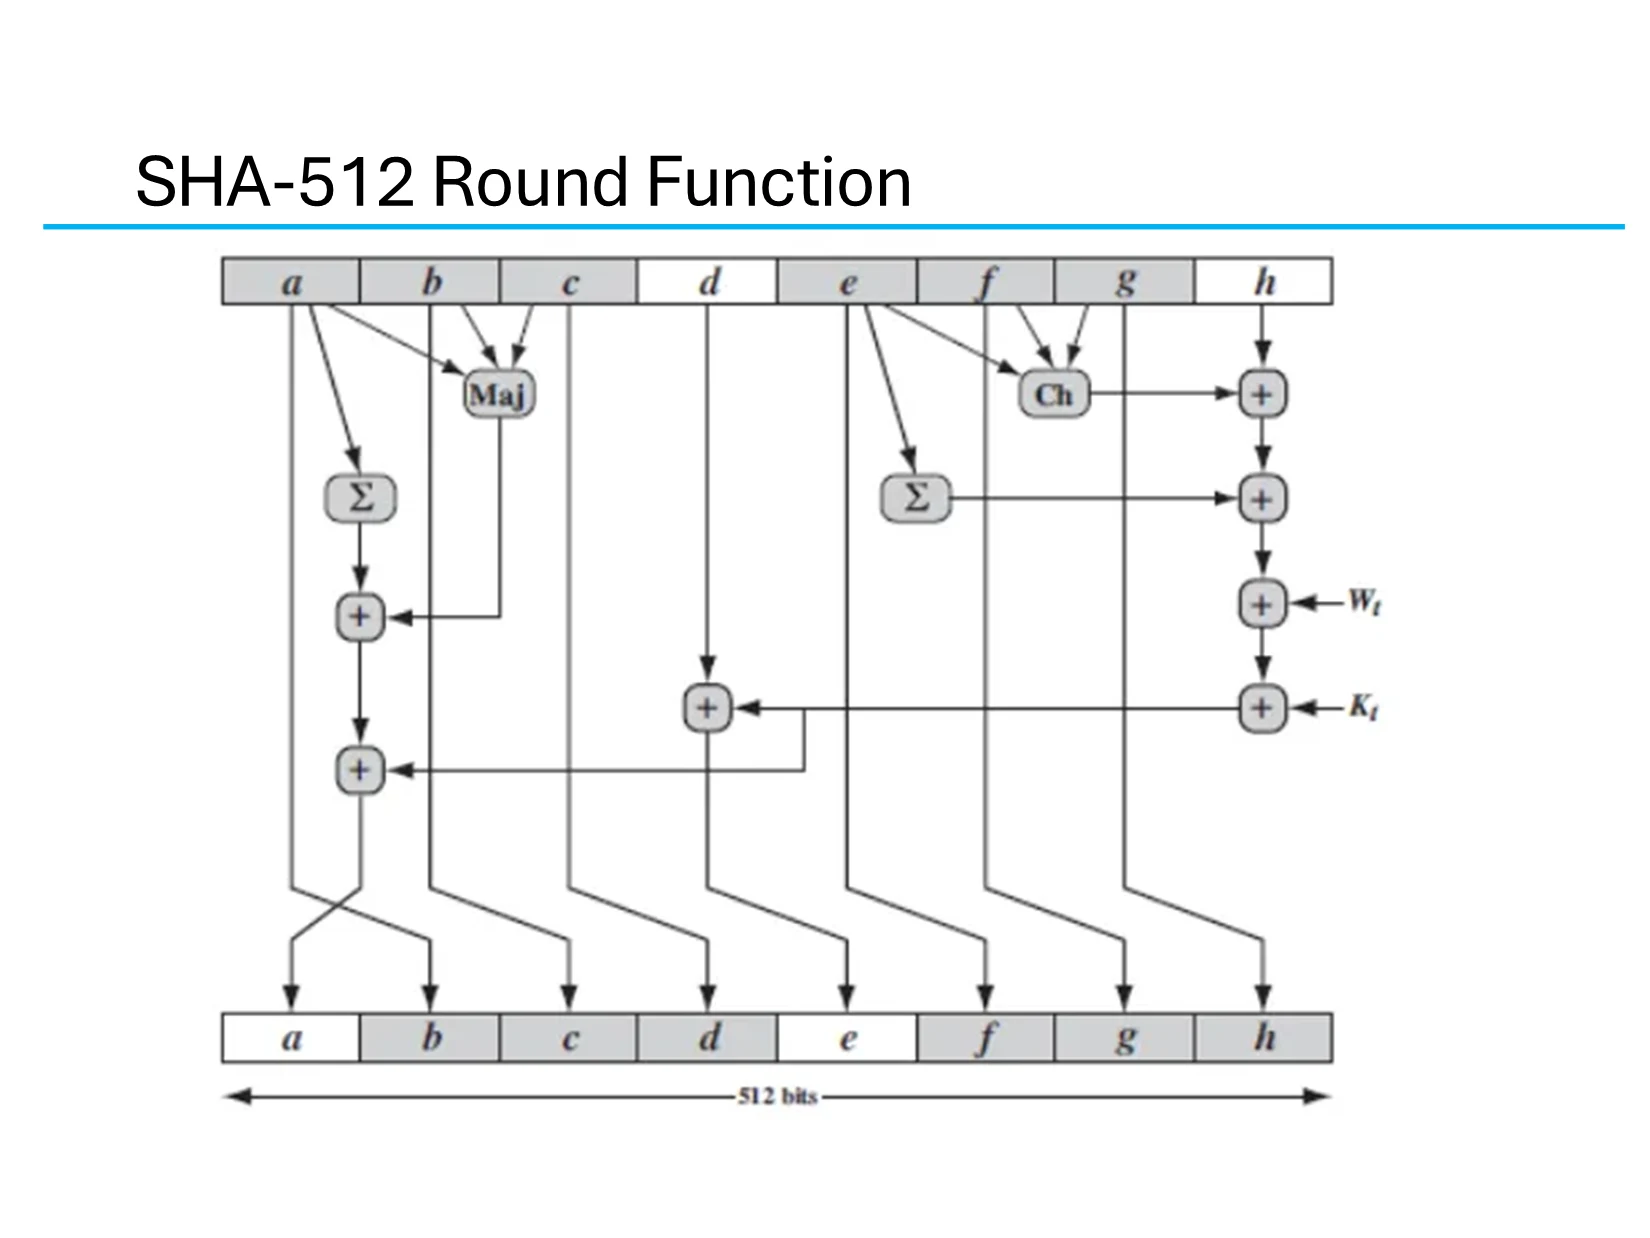 SHA-512 Round Function
a b c d e f g h
Maj Ch +
Σ Σ +
+ + Wt
+ + Kt
+
a b c d e f g h
512 bits